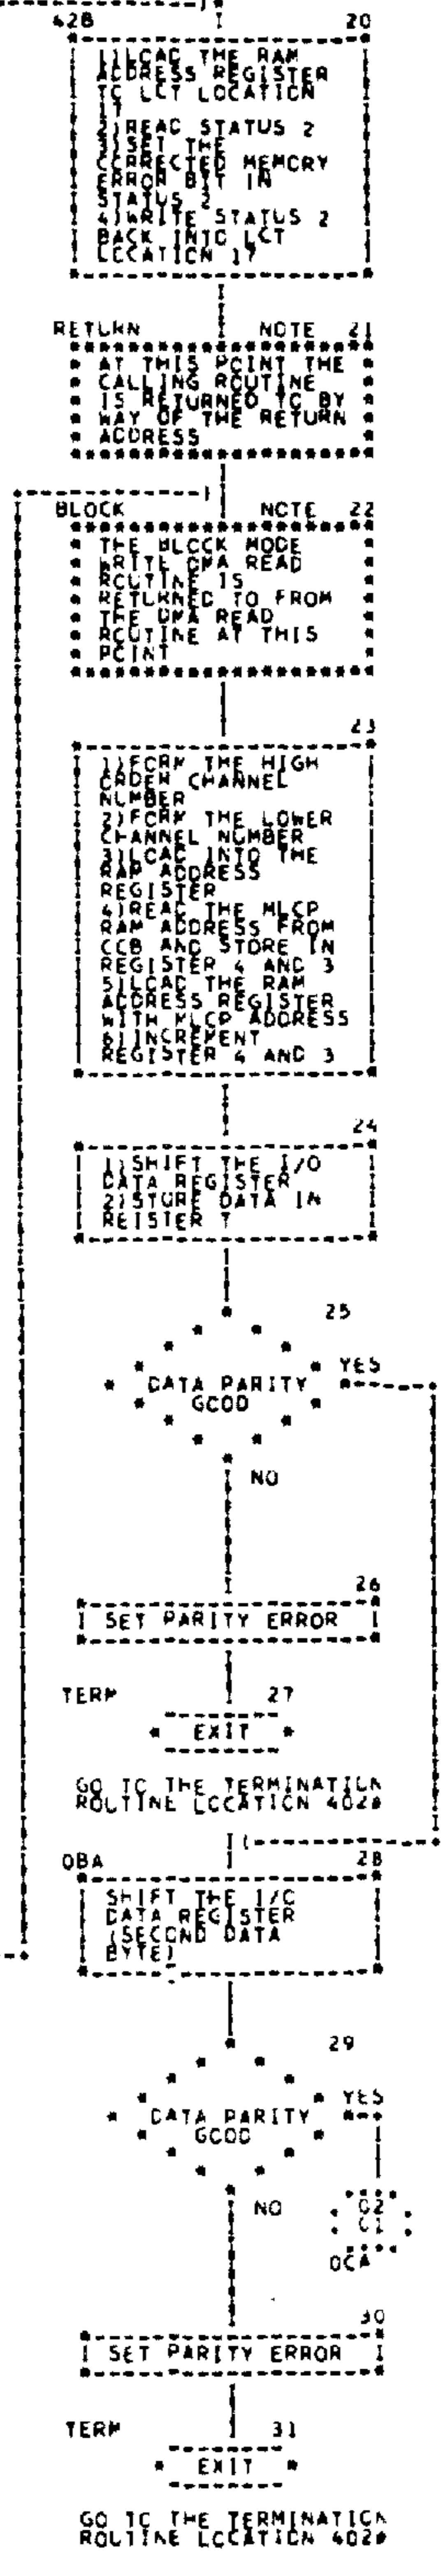 42B 20
1)LOAD THE RAM
ADDRESS REGISTER
TO LCT LOCATION
17
2)READ STATUS 2
3)SET THE
CORRECTED MEMORY
ERROR BIT IN
STATUS 2
4)WRITE STATUS 2
BACK INTO LCT
LOCATION 17
RETURN NOTE 21
AT THIS POINT THE
CALLING ROUTINE
IS RETURNED TO BY
WAY OF THE RETURN
ADDRESS
BLOCK NOTE 22
THE BLOCK MODE
WRITE DMA READ
ROUTINE IS
RETURNED TO FROM
THE DMA READ
ROUTINE AT THIS
POINT
23
1)FORM THE HIGH
ORDER CHANNEL
NUMBER
2)FORM THE LOWER
CHANNEL NUMBER
3)LOAD INTO THE
RAM ADDRESS
REGISTER
4)REAK THE MLCP
RAM ADDRESS FROM
CCB AND STORE IN
REGISTER 4 AND 3
5)LOAD THE RAM
ADDRESS REGISTER
WITH MLCP ADDRESS
6)INCREMENT
REGISTER 4 AND 3
24
1)SHIFT THE I/O
DATA REGISTER
2)STORE DATA IN
REISTER T
25
DATA PARITY YES
GOOD
NO
26
SET PARITY ERROR
TERM 27
EXIT
GO TO THE TERMINATION
ROUTINE LOCATION 402#
OBA 28
SHIFT THE I/O
DATA REGISTER
(SECOND DATA
BYTE)
29
DATA PARITY YES
GOOD
NO
02
01
OCA
30
SET PARITY ERROR
TERM 31
EXIT
GO TO THE TERMINATION
ROUTINE LOCATION 402#